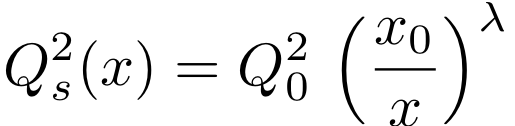 $Q_s^2(x) = Q_0^2 \left( \frac{x_0}{x} \right)^\lambda$